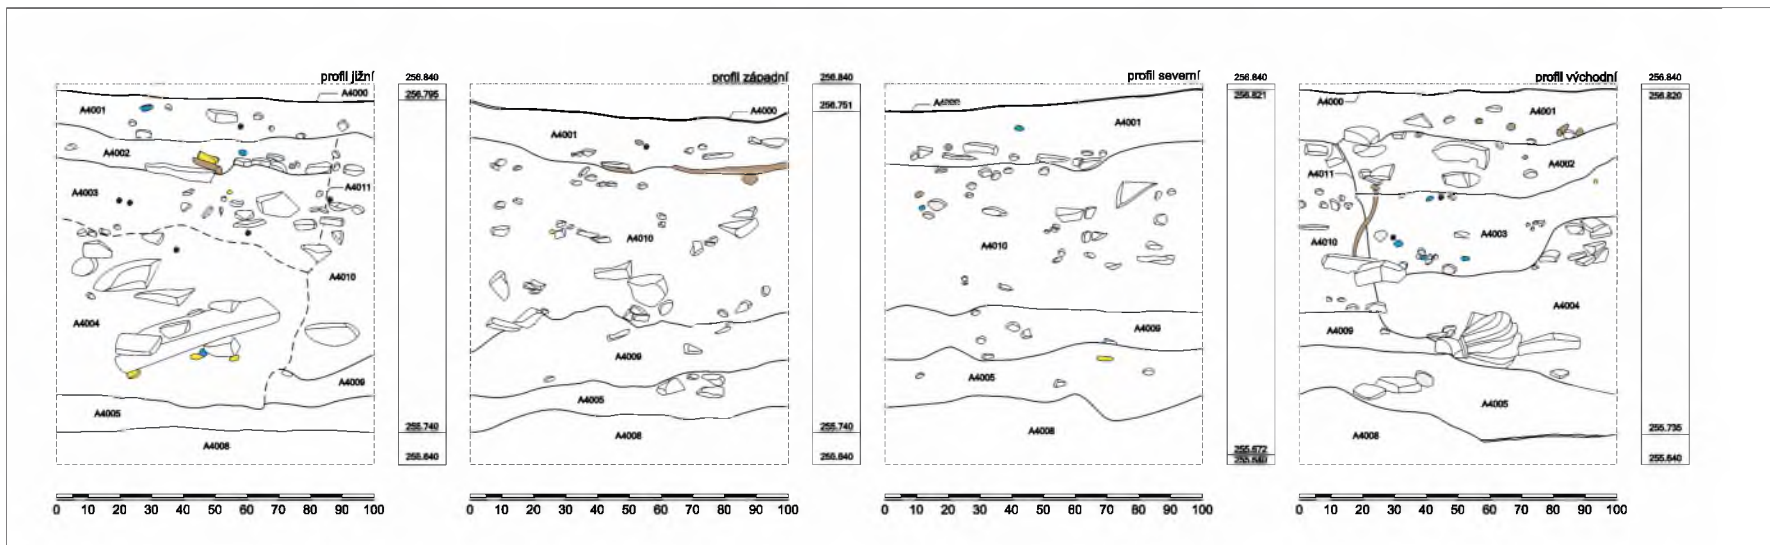 profil jižní
256.840
256.795
A4000
A4001
A4002
A4003
A4011
A4010
A4004
A4009
A4005
A4008
255.740
255.640
0 10 20 30 40 50 60 70 80 90 100
profil západní
256.840
256.751
A4000
A4001
A4010
A4009
A4005
A4008
255.740
255.640
0 10 20 30 40 50 60 70 80 90 100
profil severní
256.840
256.821
A4001
A4010
A4009
A4005
A4008
255.672
0 10 20 30 40 50 60 70 80 90 100
profil východní
256.840
256.820
A4000
A4001
A4002
A4011
A4010
A4003
A4004
A4009
A4005
A4008
255.735
255.640
0 10 20 30 40 50 60 70 80 90 100